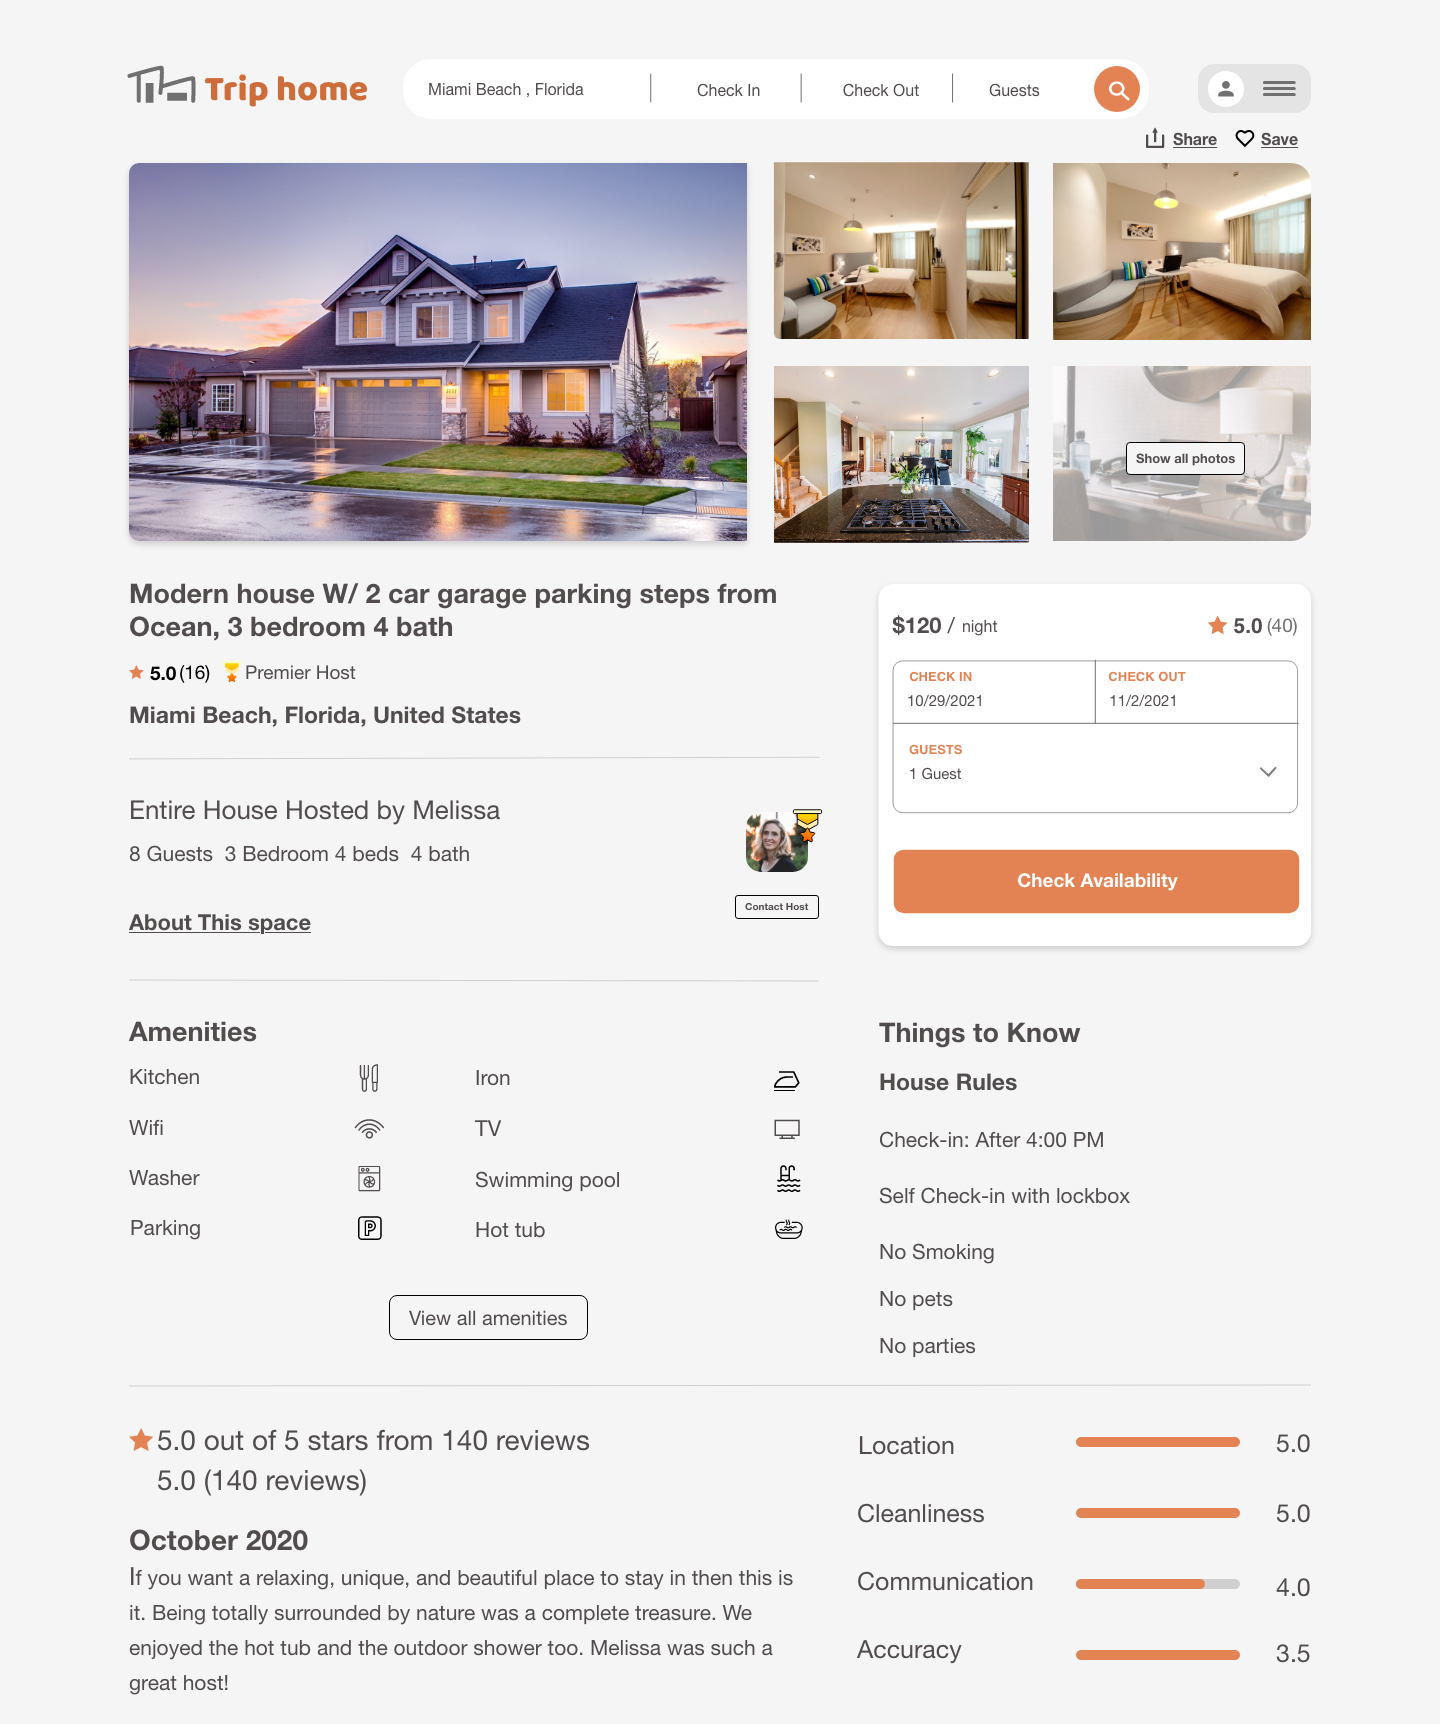 Trip home
Miami Beach , Florida
Check In
Check Out
Guests
Share
Save
Show all photos
Modern house W/ 2 car garage parking steps from
Ocean, 3 bedroom 4 bath
5.0 (16) Premier Host
Miami Beach, Florida, United States
Entire House Hosted by Melissa
8 Guests 3 Bedroom 4 beds 4 bath
Contact Host
About This space
$120 / night
5.0 (40)
CHECK IN
10/29/2021
CHECK OUT
11/2/2021
GUESTS
1 Guest
Check Availability
Amenities
Kitchen
Iron
Wifi
TV
Washer
Swimming pool
Parking
P
Hot tub
View all amenities
Things to Know
House Rules
Check-in: After 4:00 PM
Self Check-in with lockbox
No Smoking
No pets
No parties
5.0 out of 5 stars from 140 reviews
5.0 (140 reviews)
October 2020
If you want a relaxing, unique, and beautiful place to stay in then this is
it. Being totally surrounded by nature was a complete treasure. We
enjoyed the hot tub and the outdoor shower too. Melissa was such a
great host!
Location 5.0
Cleanliness 5.0
Communication 4.0
Accuracy 3.5